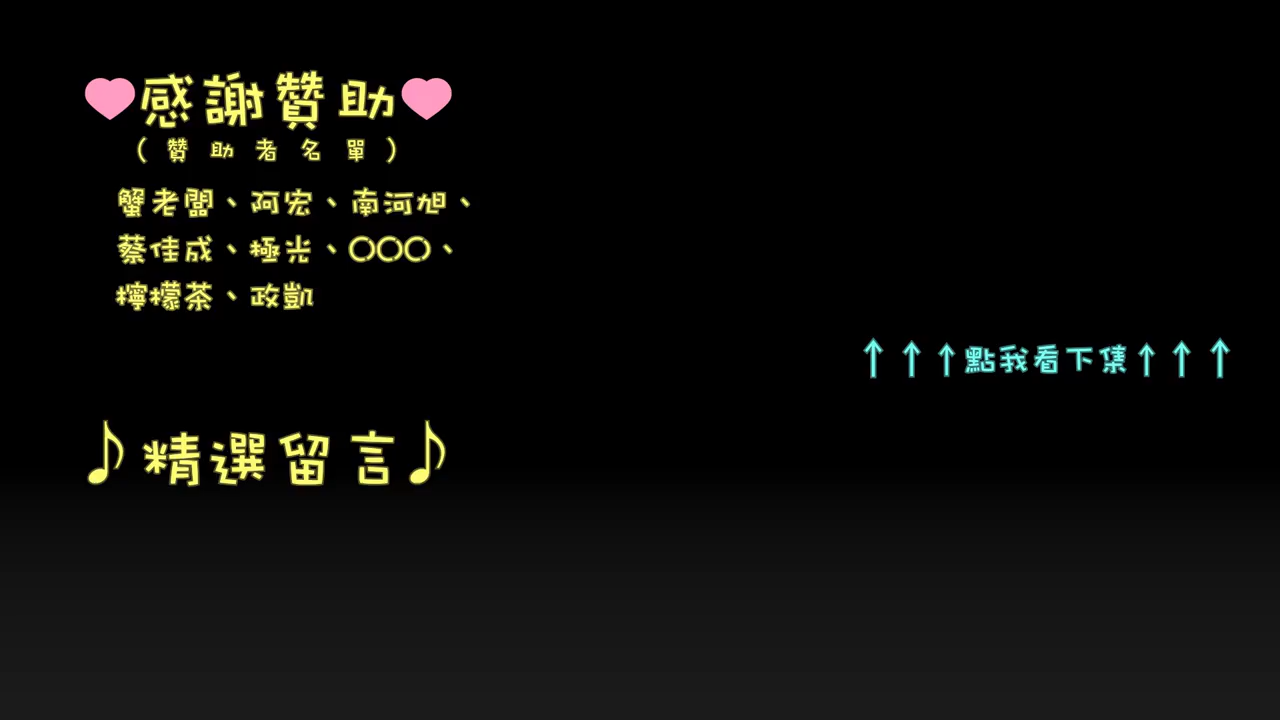 感謝贊助
（贊助者名單）
蟹老闆、阿宏、南河旭、
蔡佳成、極光、〇〇〇、
檸檬茶、政凱
↑↑↑點我看下集↑↑↑
♪精選留言♪